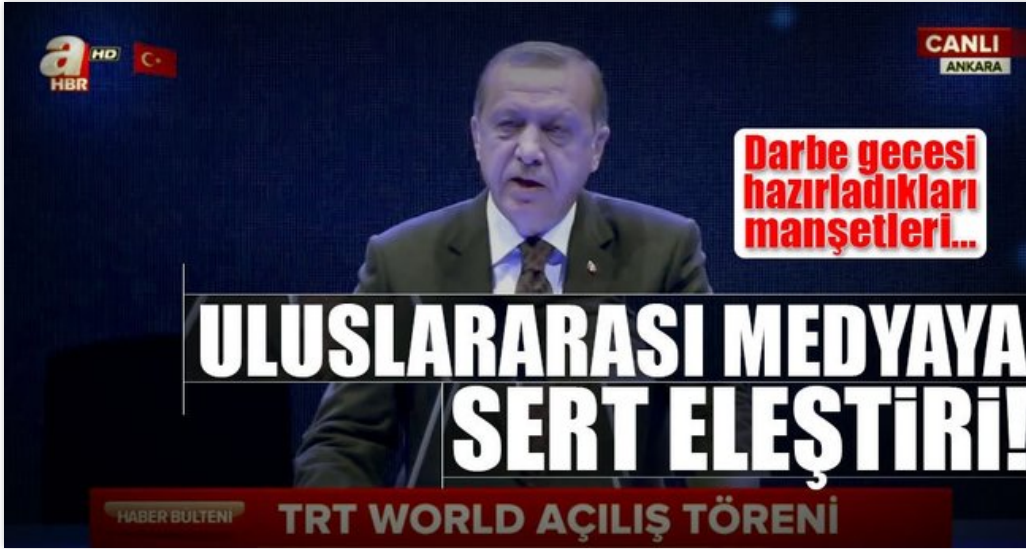 a
HD
HBR
CANLI
ANKARA
Darbe gecesi
hazırladıkları
manşetleri...
ULUSLARARASI MEDYAYA
SERT ELEŞTİRİ!
HABER BÜLTENİ
TRT WORLD AÇILIŞ TÖRENİ